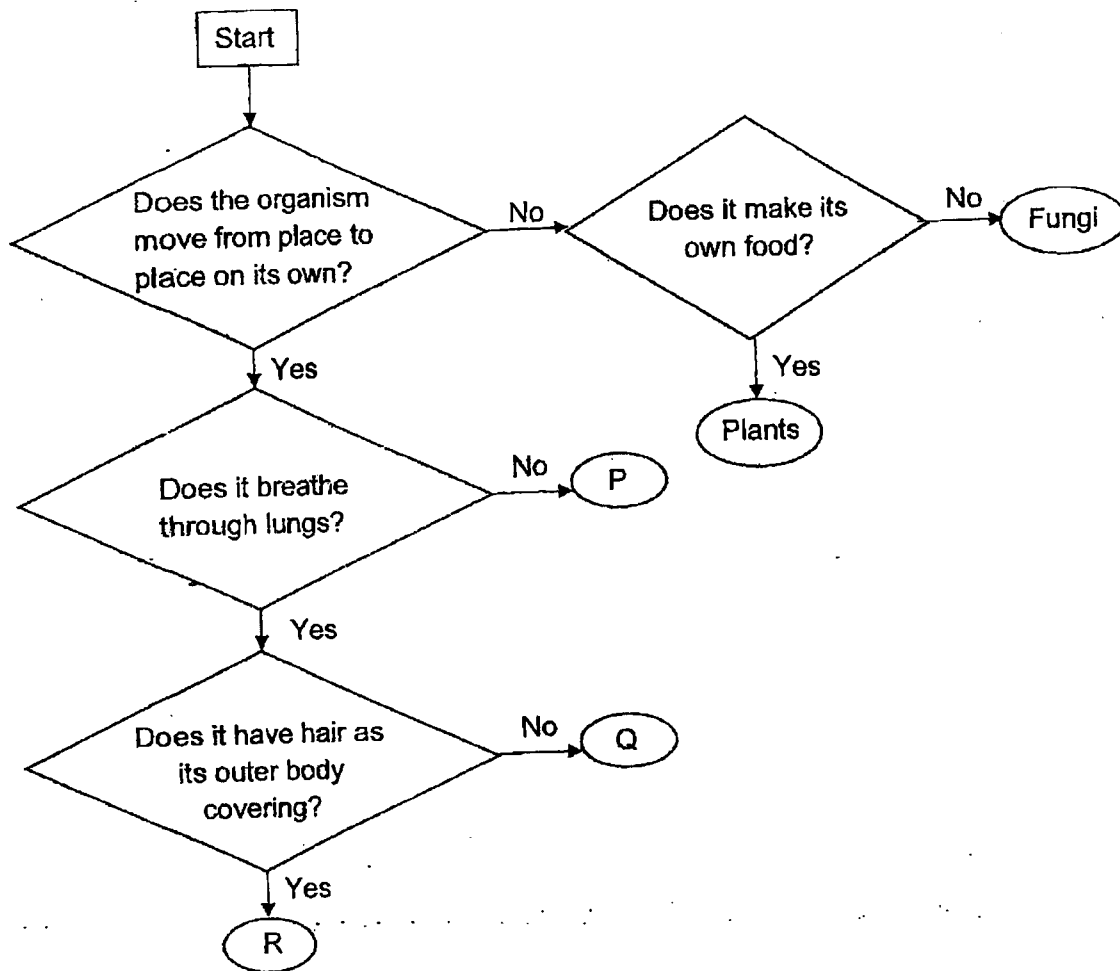 Start
Does the organism
move from place to
place on its own?
No
Does it make its
own food?
No
Fungi
Yes
Yes
Plants
Does it breathe
through lungs?
No
P
Yes
Does it have hair as
its outer body
covering?
No
Q
Yes
R